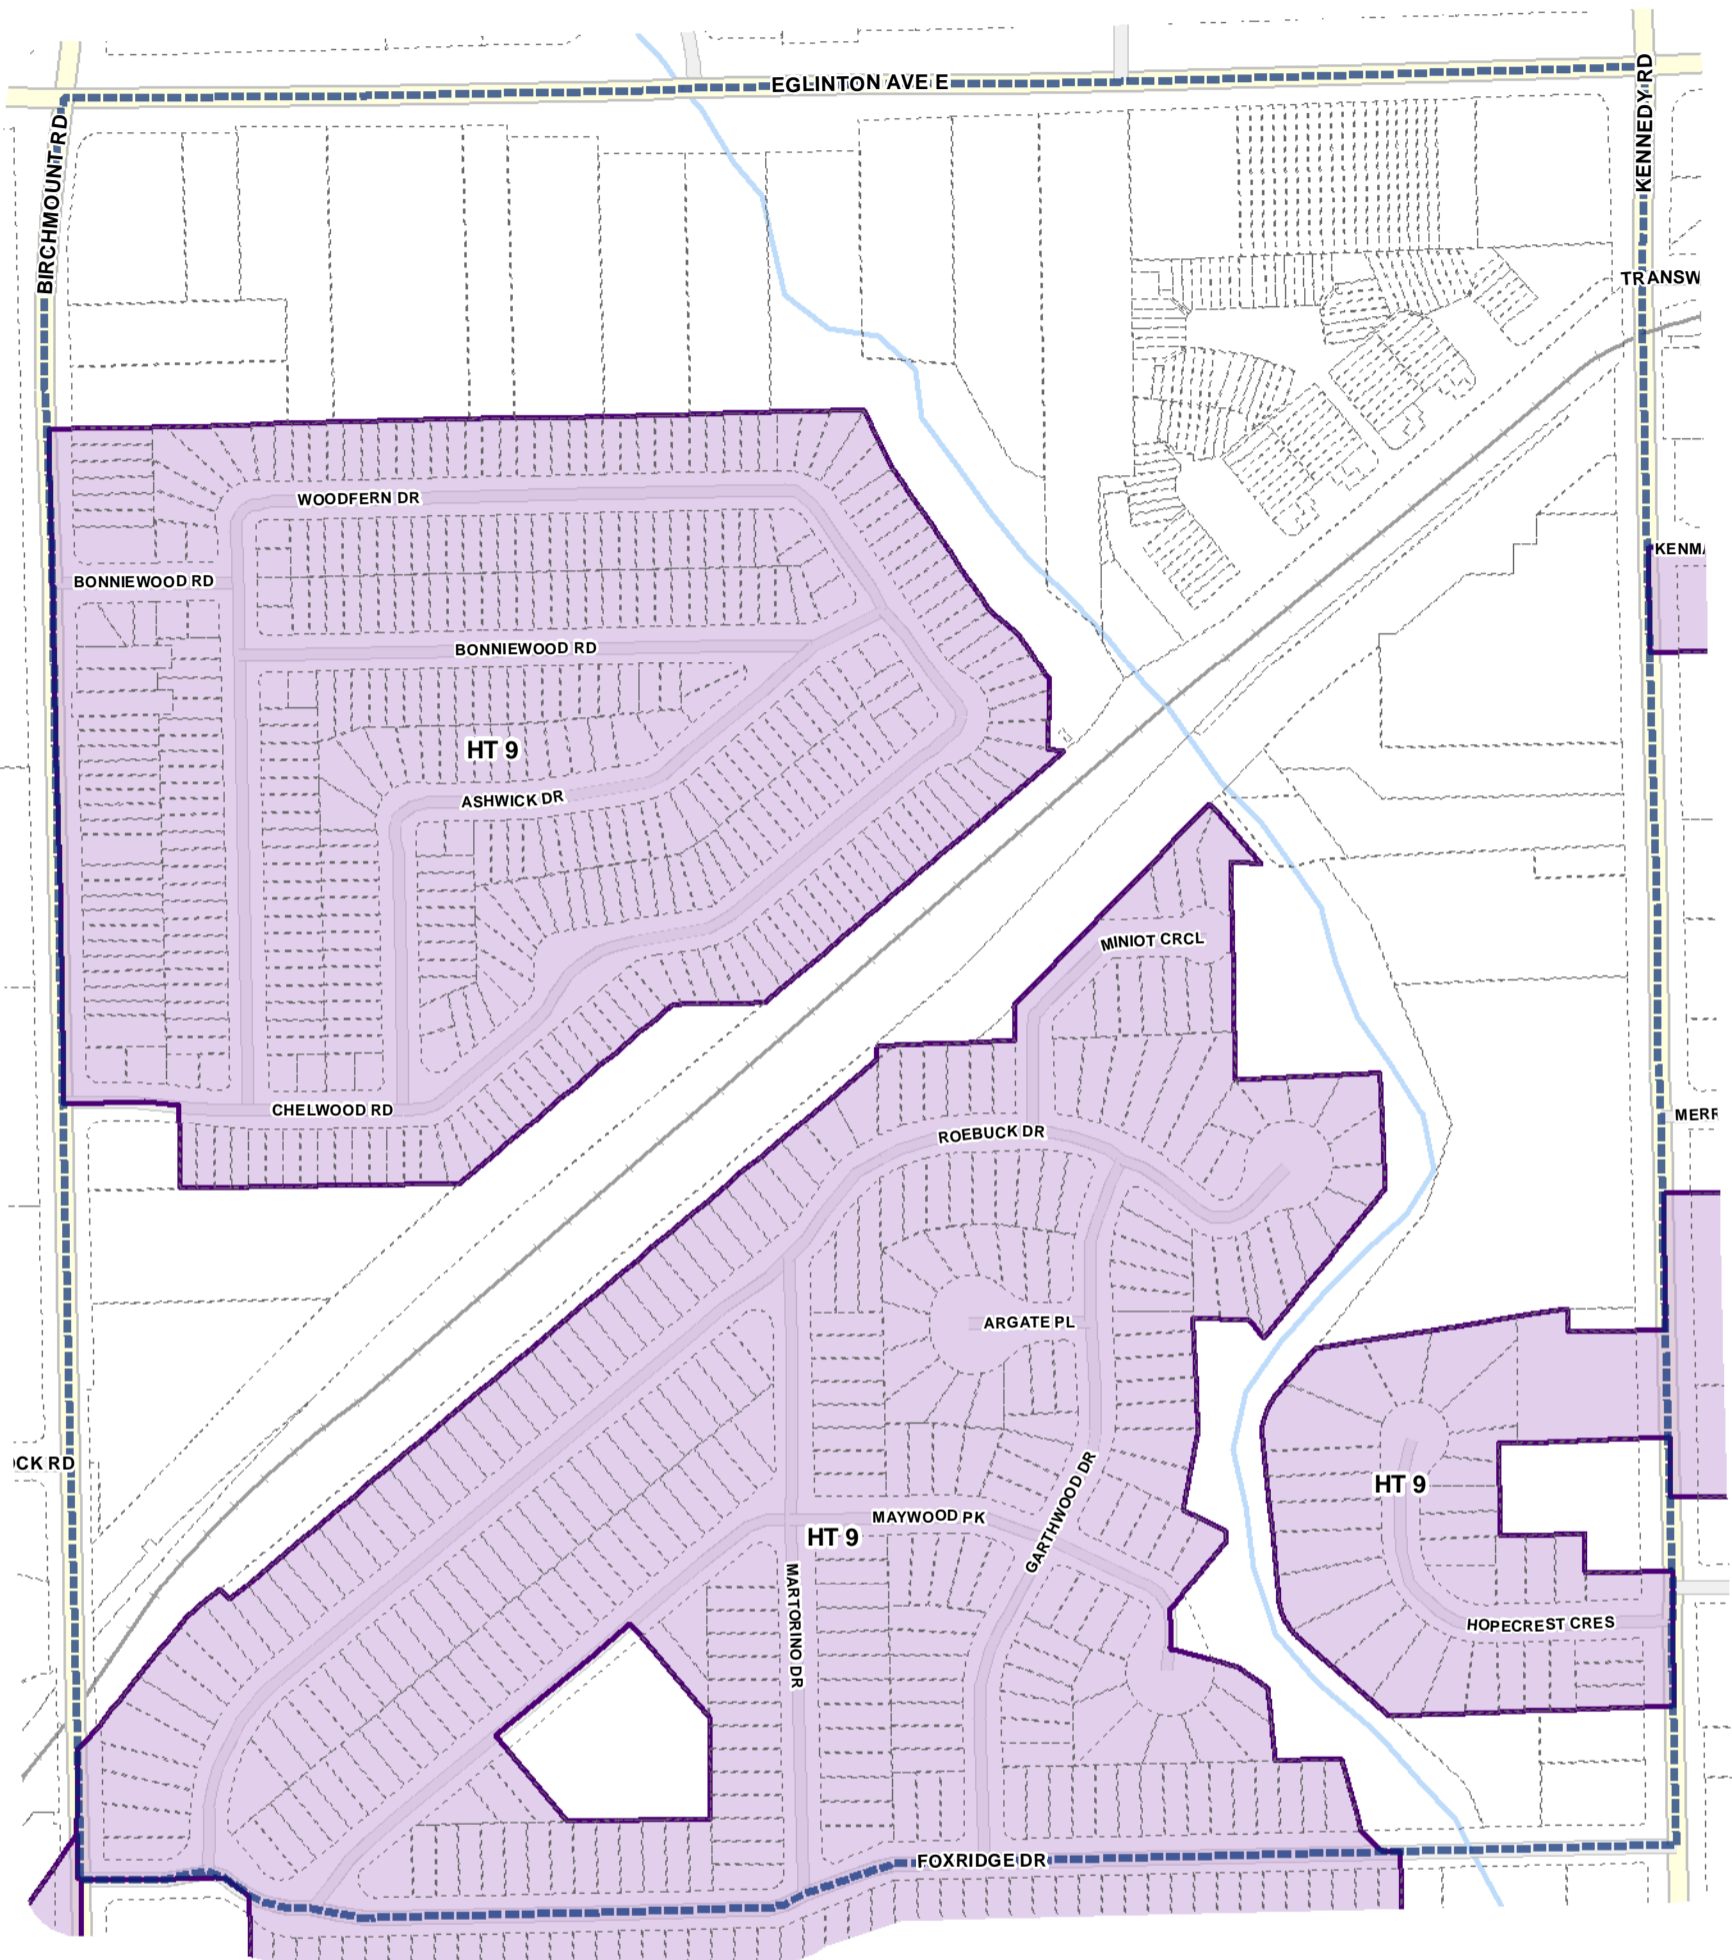 EGLINTON AVE E
KENNEDY RD
BIRCHMOUNT RD
TRANSW
WOODFERN DR
KENMA
BONNIEWOOD RD
BONNIEWOOD RD
HT 9
ASHWICK DR
MINIOT CRCL
CHELWOOD RD
MERR
ROEBUCK DR
ARGATE PL
OCK RD
HT 9
GARTHWOOD DR
MAYWOOD PK
HT 9
MARTORINO DR
HOPECREST CRES
FOXRIDGE DR